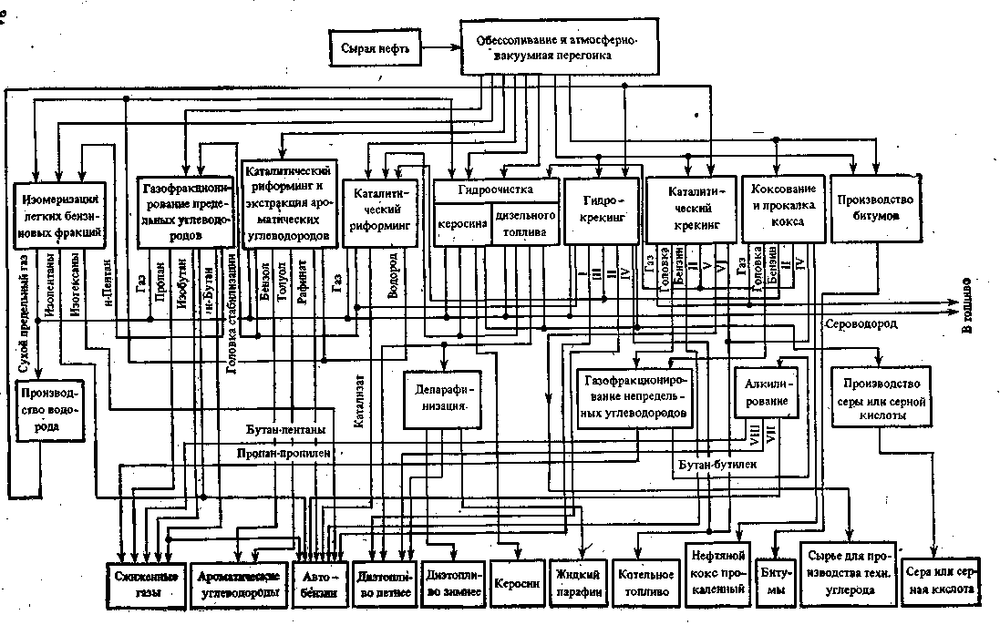 Сырая нефть
Обессоливание и атмосферно-
вакуумная перегонка
Изомеризация
легких бензи-
новых фракций
Газофракциони-
рование предель-
ных углеводо-
родов
Каталитический
риформинг и
экстракция аро-
матических
углеводородов
Каталити-
ческий
риформинг
Гидроочистка
керосина
дизельного
топлива
Гидро-
крекинг
Каталити-
ческий
крекинг
Коксование
и прокалка
кокса
Производство
битумов
Сухой предельный газ
Изопентаны
Изогексаны
н-Пентан
Газ
Пропан
Изобутан
н-Бутан
Головка стабилизации
Бензол
Толуол
Рафинат
Газ
Водород
I
III
II
IV
Газ
Головка
Бензин
II
V
VI
Газ
Головка
Бензин
II
IV
Сероводород
В топливо
Производ-
ство водо-
рода
Катализат
Депарафи-
низация
Газофракциониро-
вание непредель-
ных углеводородов
Алкили-
рование
Производство
серы или серной
кислоты
Бутан-пентаны
Пропан-пропилен
VIII
VII
Бутан-бутилен
Сжиженные
газы
Ароматические
углеводороды
Авто-
бензин
Дизтопли-
во летнее
Дизтопли-
во зимнее
Керосин
Жидкий
парафин
Котельное
топливо
Нефтяной
кокс про-
каленный
Биту-
мы
Сырье для про-
изводства техн.
углерода
Сера или сер-
ная кислота